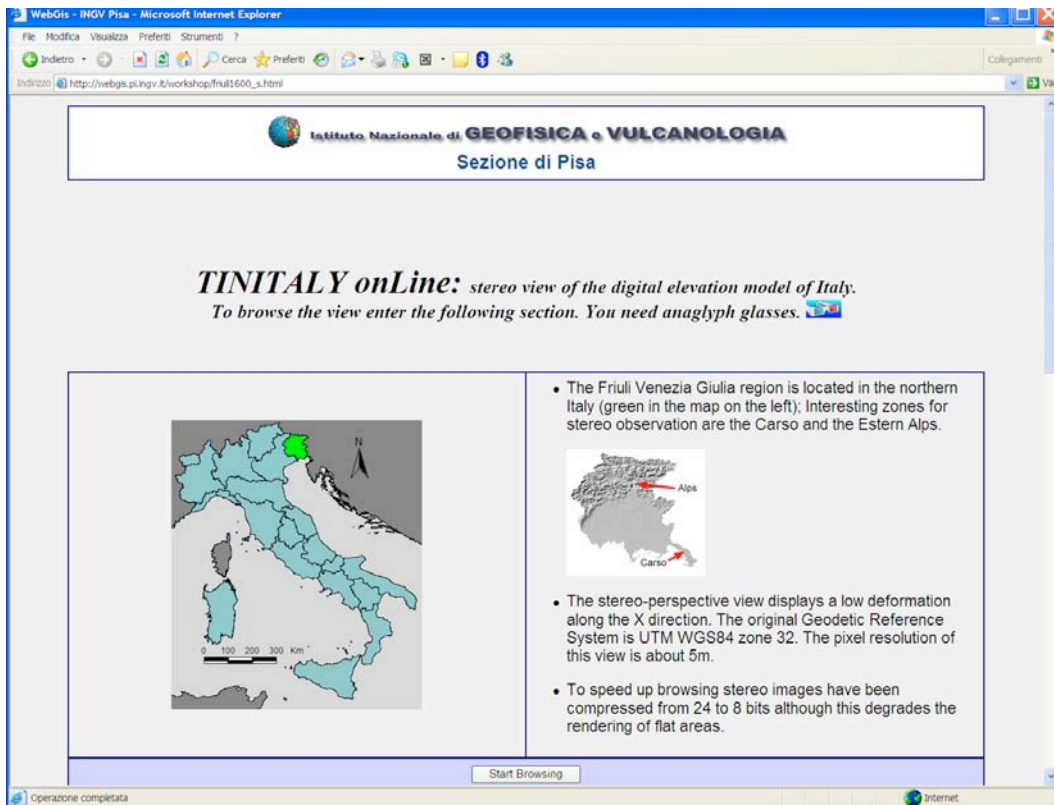 WebGis - INGV Pisa - Microsoft Internet Explorer
File Modifica Visualizza Preferiti Strumenti ?
Indietro Cerca Preferiti Collegamenti
Indirizzo http://webgis.pi.ingv.it/workshop/friul1600_s.html Vai
Istituto Nazionale di GEOFISICA e VULCANOLOGIA
Sezione di Pisa
TINITALY onLine: stereo view of the digital elevation model of Italy.
To browse the view enter the following section. You need anaglyph glasses.
N
0 100 200 300 Km
• The Friuli Venezia Giulia region is located in the northern
Italy (green in the map on the left); Interesting zones for
stereo observation are the Carso and the Estern Alps.
Alps
Carso
• The stereo-perspective view displays a low deformation
along the X direction. The original Geodetic Reference
System is UTM WGS84 zone 32. The pixel resolution of
this view is about 5m.
• To speed up browsing stereo images have been
compressed from 24 to 8 bits although this degrades the
rendering of flat areas.
Start Browsing
Operazione completata Internet